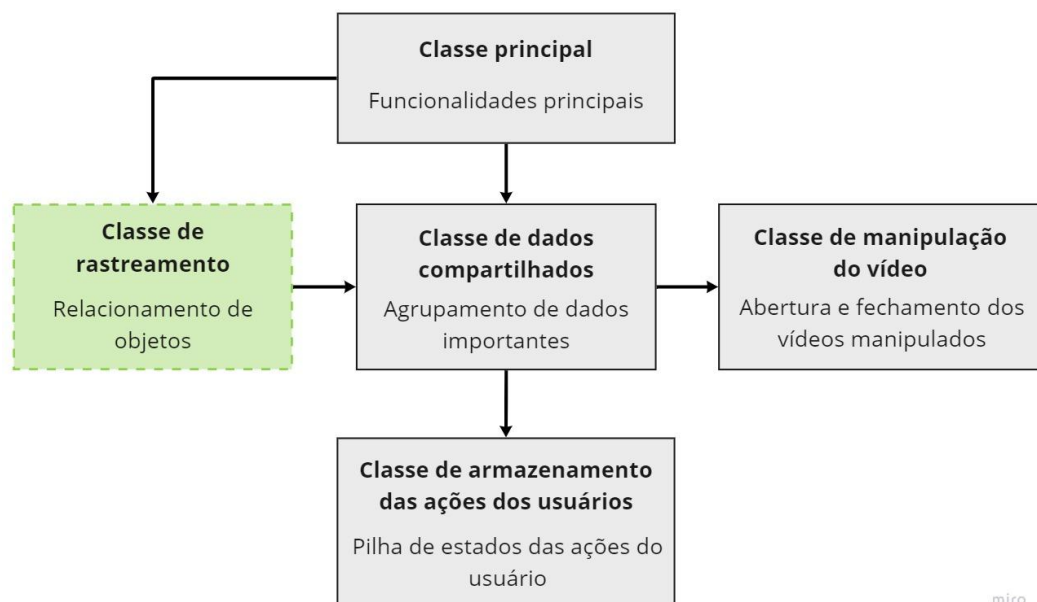 Classe principal
Funcionalidades principais
Classe de
rastreamento
Relacionamento de
objetos
Classe de dados
compartilhados
Agrupamento de dados
importantes
Classe de manipulação
do vídeo
Abertura e fechamento dos
vídeos manipulados
Classe de armazenamento
das ações dos usuários
Pilha de estados das ações do
usuário
miro